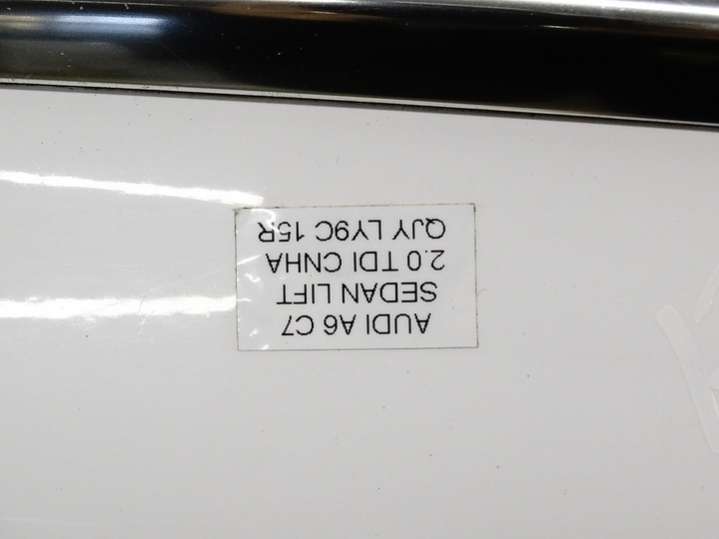 AUDI A6 C7
SEDAN LIFT
2.0 TDI CNHA
QJY LY9C 15R